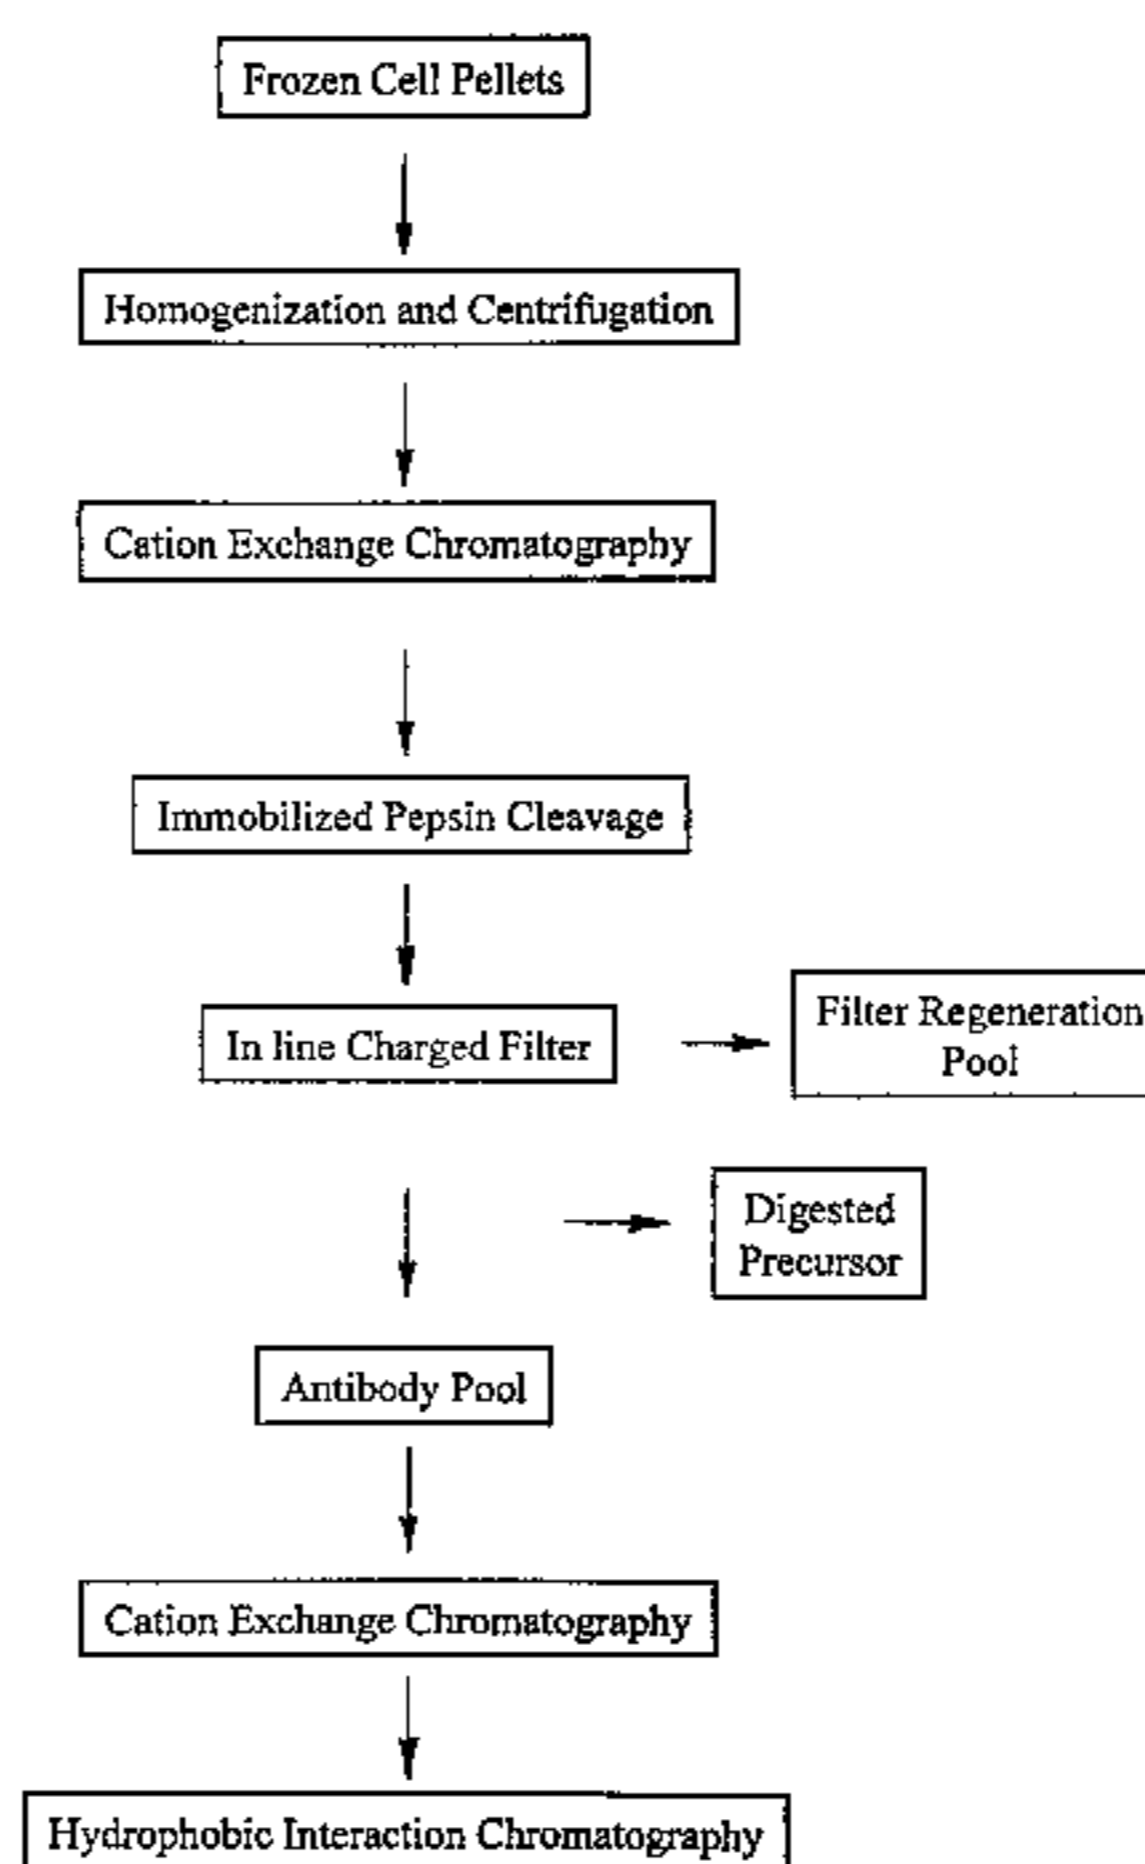 Frozen Cell Pellets
Homogenization and Centrifugation
Cation Exchange Chromatography
Immobilized Pepsin Cleavage
In line Charged Filter
Filter Regeneration
Pool
Digested
Precursor
Antibody Pool
Cation Exchange Chromatography
Hydrophobic Interaction Chromatography